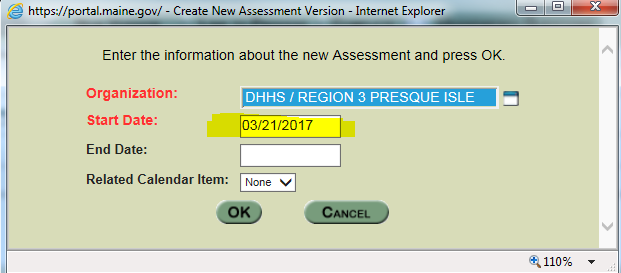 https://portal.maine.gov/ - Create New Assessment Version - Internet Explorer
Enter the information about the new Assessment and press OK.
Organization: DHHS / REGION 3 PRESQUE ISLE
Start Date: 03/21/2017
End Date:
Related Calendar Item: None
OK CANCEL
110%